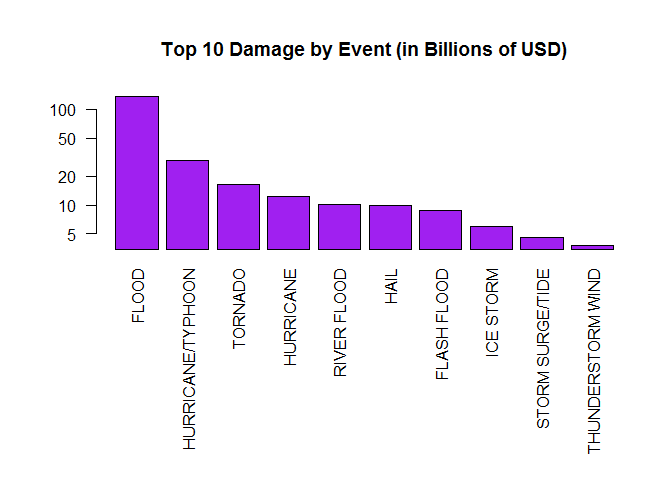 Top 10 Damage by Event (in Billions of USD)
100
50
20
10
5
FLOOD
HURRICANE/TYPHOON
TORNADO
HURRICANE
RIVER FLOOD
HAIL
FLASH FLOOD
ICE STORM
STORM SURGE/TIDE
THUNDERSTORM WIND